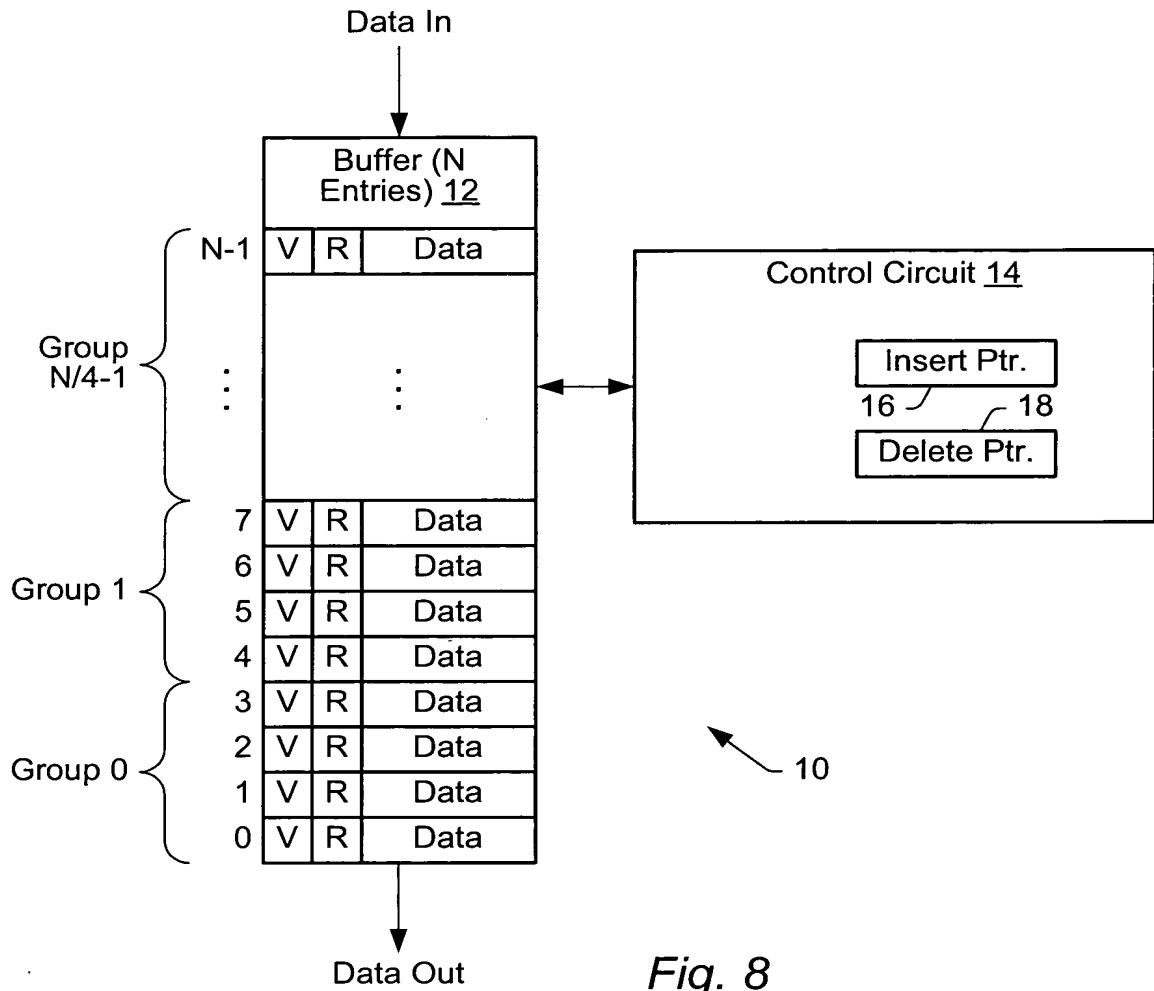 Data In
Buffer (N
Entries) 12
N-1 V R Data
Control Circuit 14
Insert Ptr.
16
18
Delete Ptr.
Group
N/4-1
⋮ ⋮
7 V R Data
6 V R Data
Group 1
5 V R Data
4 V R Data
3 V R Data
2 V R Data
Group 0
1 V R Data
0 V R Data
10
Data Out
Fig. 8